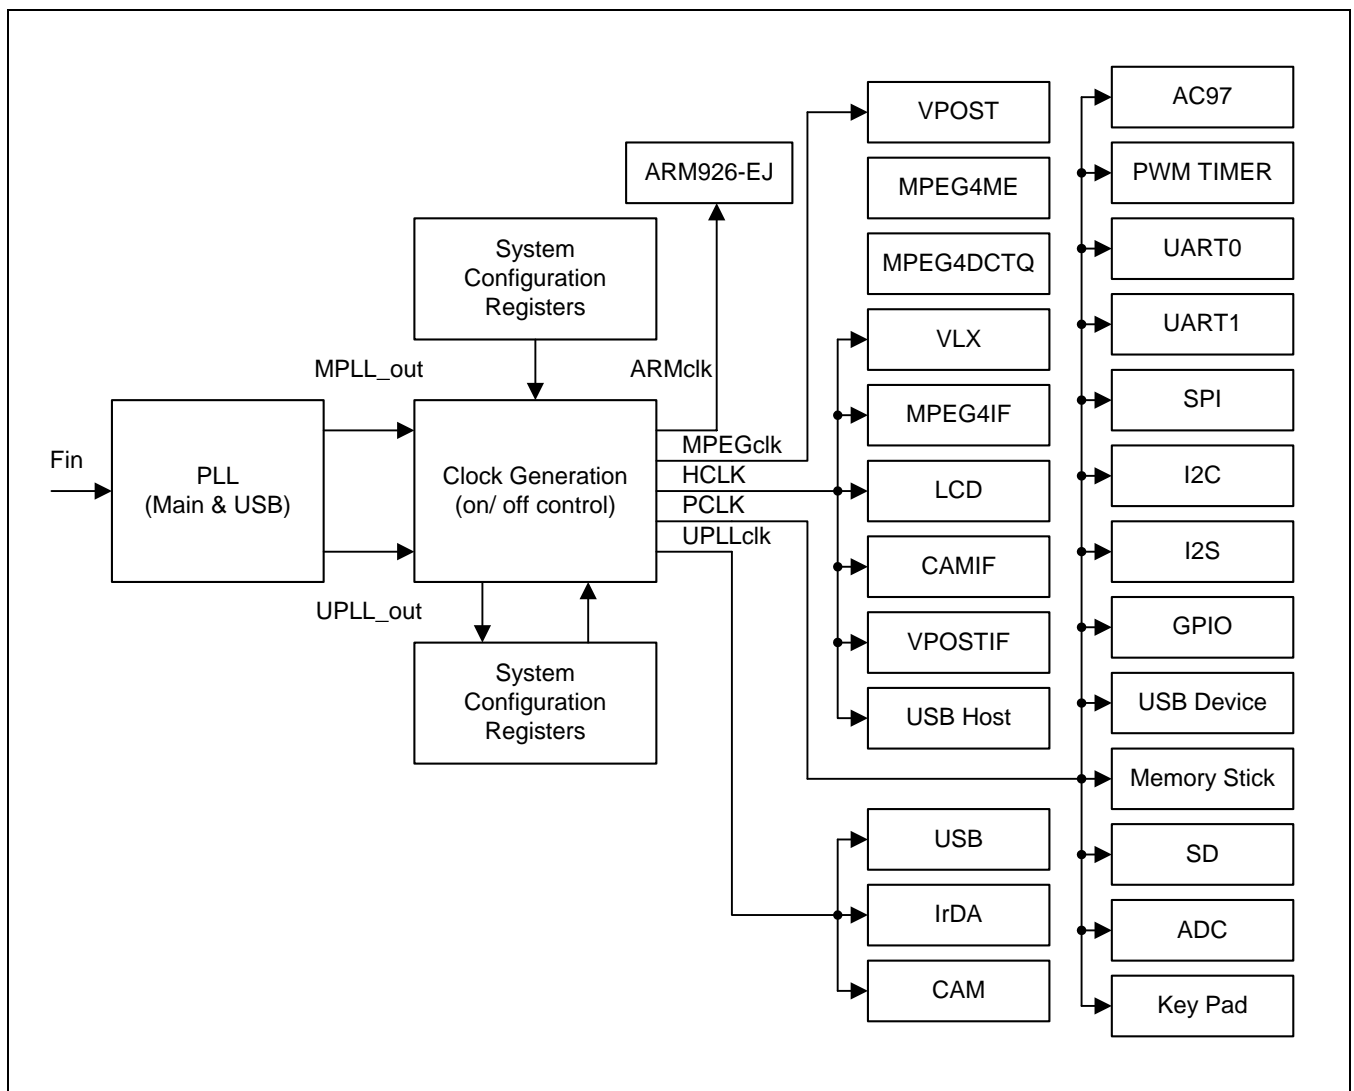 VPOST
AC97
ARM926-EJ
MPEG4ME
PWM TIMER
System
Configuration
Registers
MPEG4DCTQ
UART0
VLX
UART1
MPLL_out
ARMclk
MPEG4IF
SPI
Fin
PLL
(Main & USB)
Clock Generation
(on/ off control)
MPEGclk
HCLK
PCLK
UPLLclk
LCD
I2C
CAMIF
I2S
UPLL_out
VPOSTIF
GPIO
System
Configuration
Registers
USB Host
USB Device
Memory Stick
USB
SD
IrDA
ADC
CAM
Key Pad